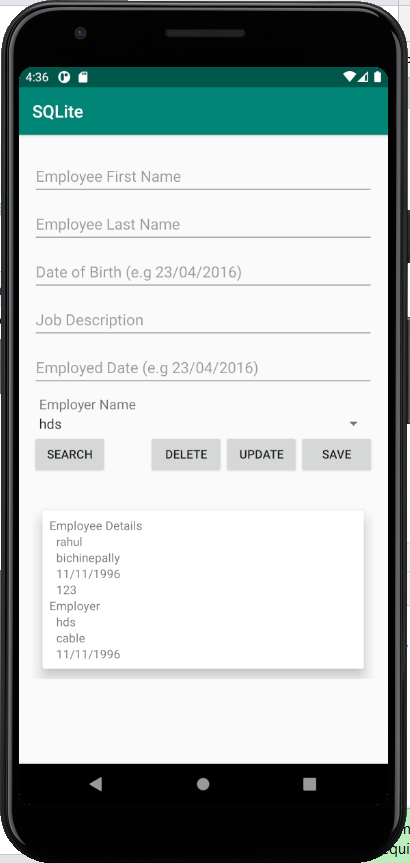 4:36
SQLite
Employee First Name
Employee Last Name
Date of Birth (e.g 23/04/2016)
Job Description
Employed Date (e.g 23/04/2016)
Employer Name
hds
SEARCH DELETE UPDATE SAVE
Employee Details
rahul
bichinepally
11/11/1996
123
Employer
hds
cable
11/11/1996